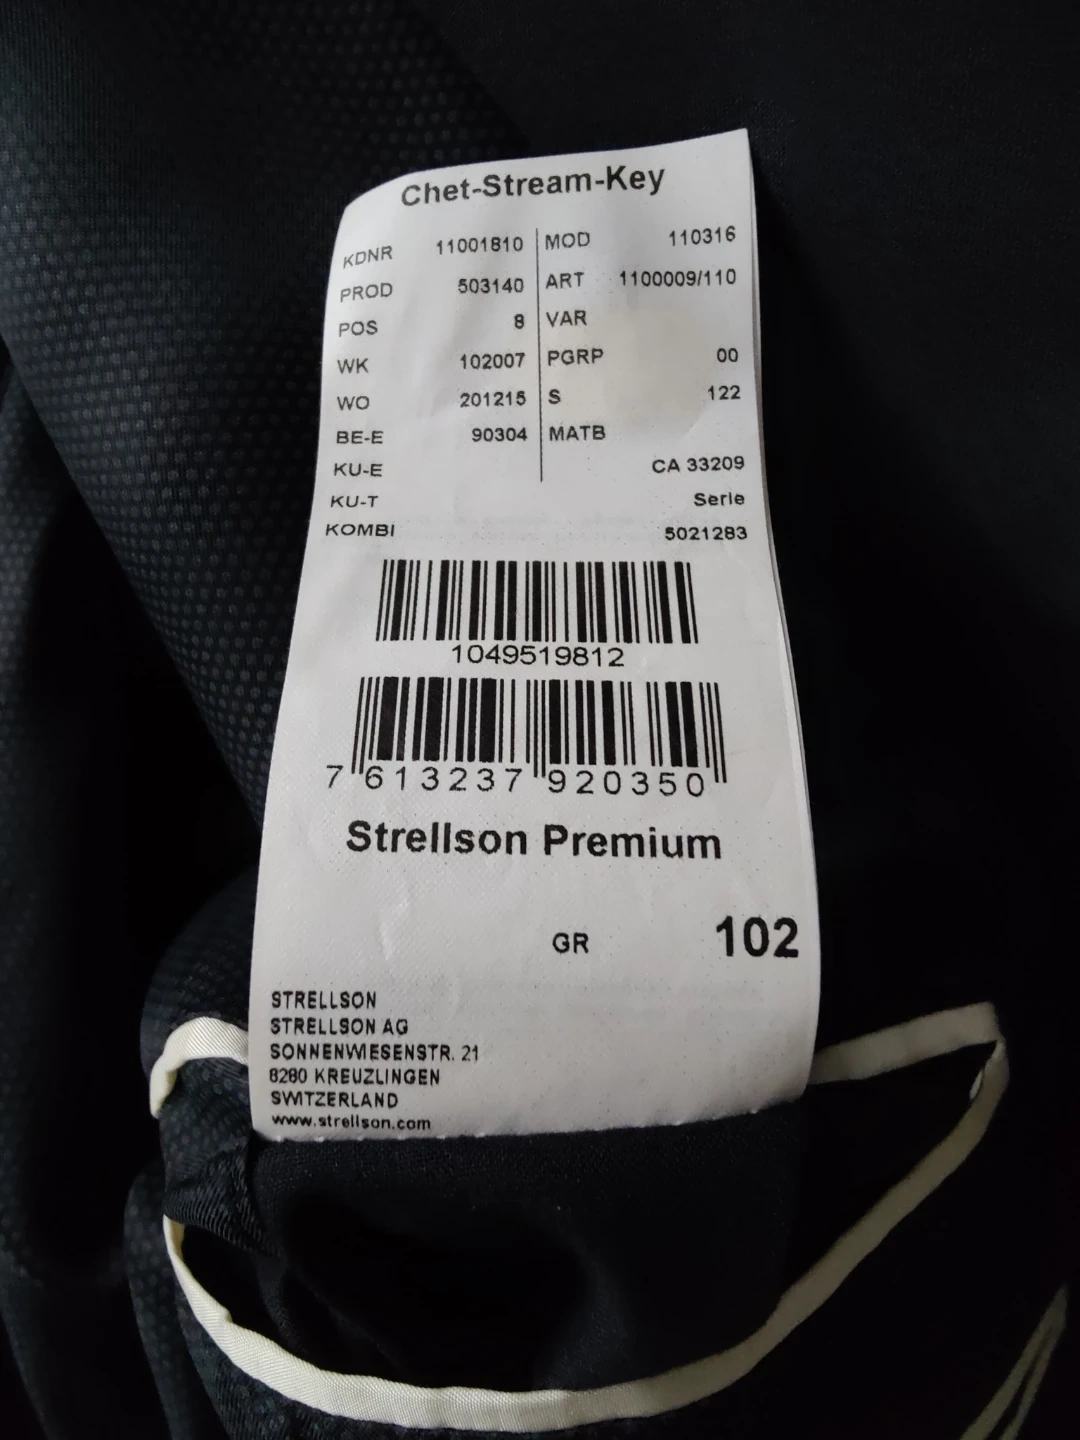 Chet-Stream-Key
KDNR 11001810 MOD 110316
PROD 503140 ART 1100009/110
POS 8 VAR
WK 102007 PGRP 00
WO 201215 S 122
BE-E 90304 MATB
KU-E CA 33209
KU-T Serie
KOMBI 5021283
1049519812
7 613237 920350
Strellson Premium
GR 102
STRELLSON
STRELLSON AG
SONNENWIESENSTR. 21
8280 KREUZLINGEN
SWITZERLAND
www.strellson.com